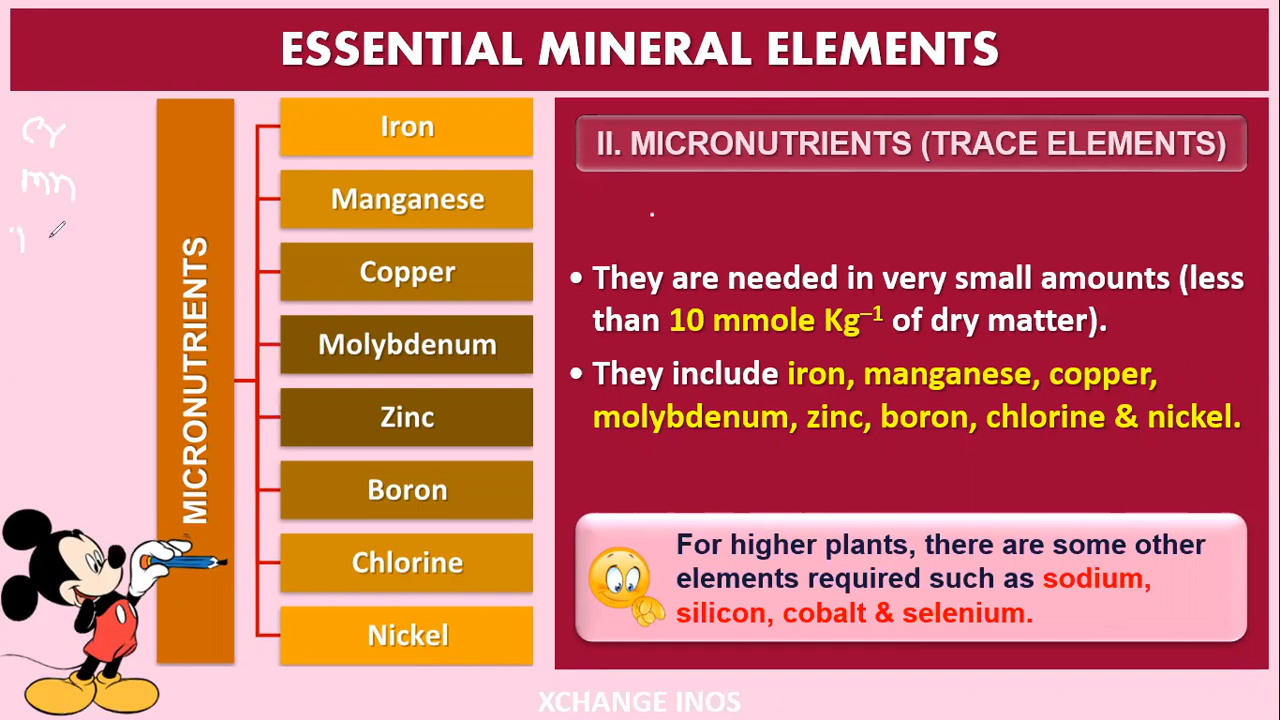 ESSENTIAL MINERAL ELEMENTS
MICRONUTRIENTS
Iron
Manganese
Copper
Molybdenum
Zinc
Boron
Chlorine
Nickel
II. MICRONUTRIENTS (TRACE ELEMENTS)
• They are needed in very small amounts (less
than 10 mmole Kg⁻¹ of dry matter).
• They include iron, manganese, copper,
molybdenum, zinc, boron, chlorine & nickel.
For higher plants, there are some other
elements required such as sodium,
silicon, cobalt & selenium.
XCHANGE INOS